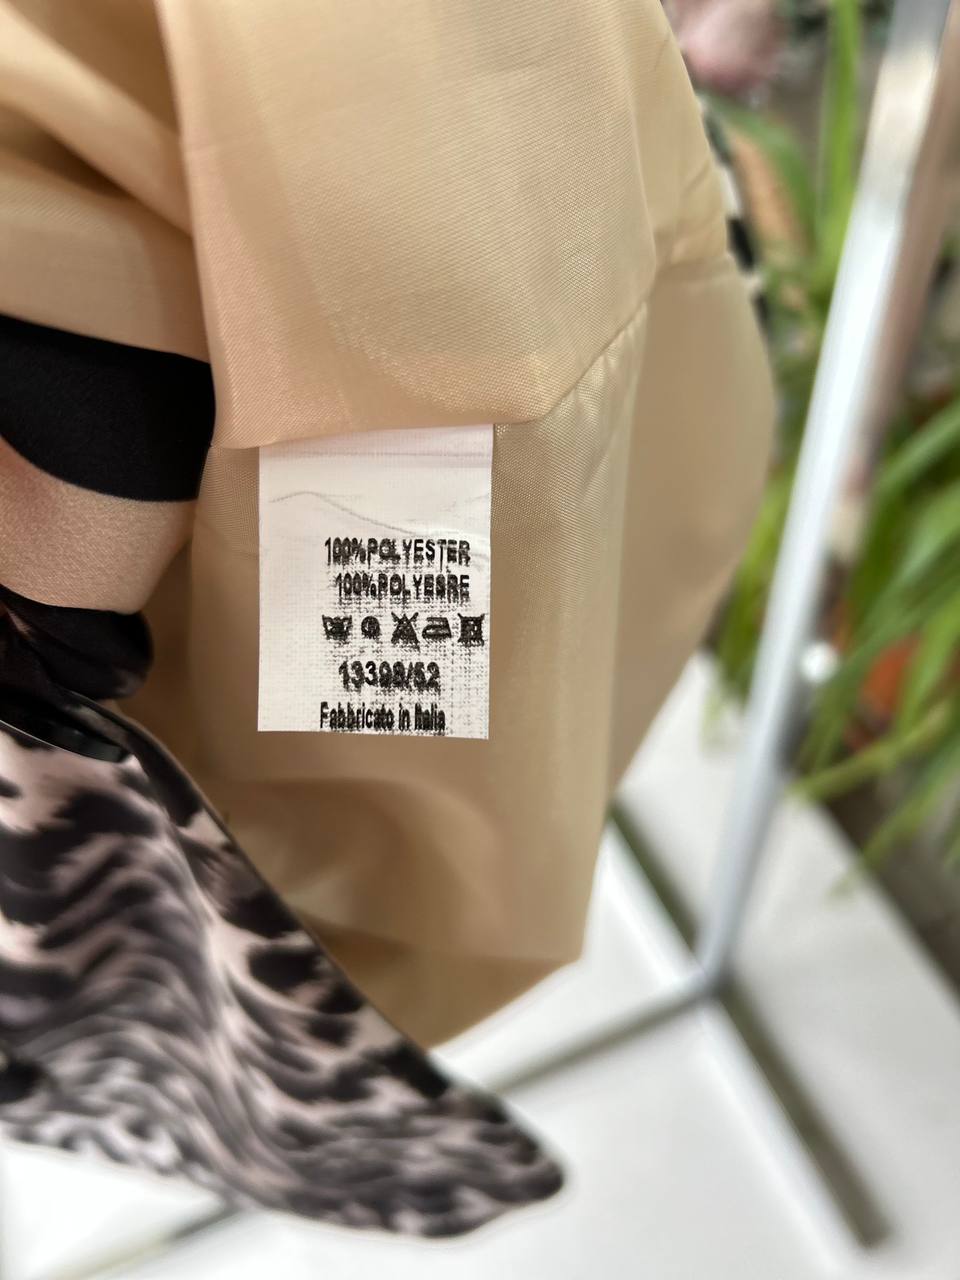 100%POLYESTER
100%POLYESRE
13398/52
Fabbricato in Italia